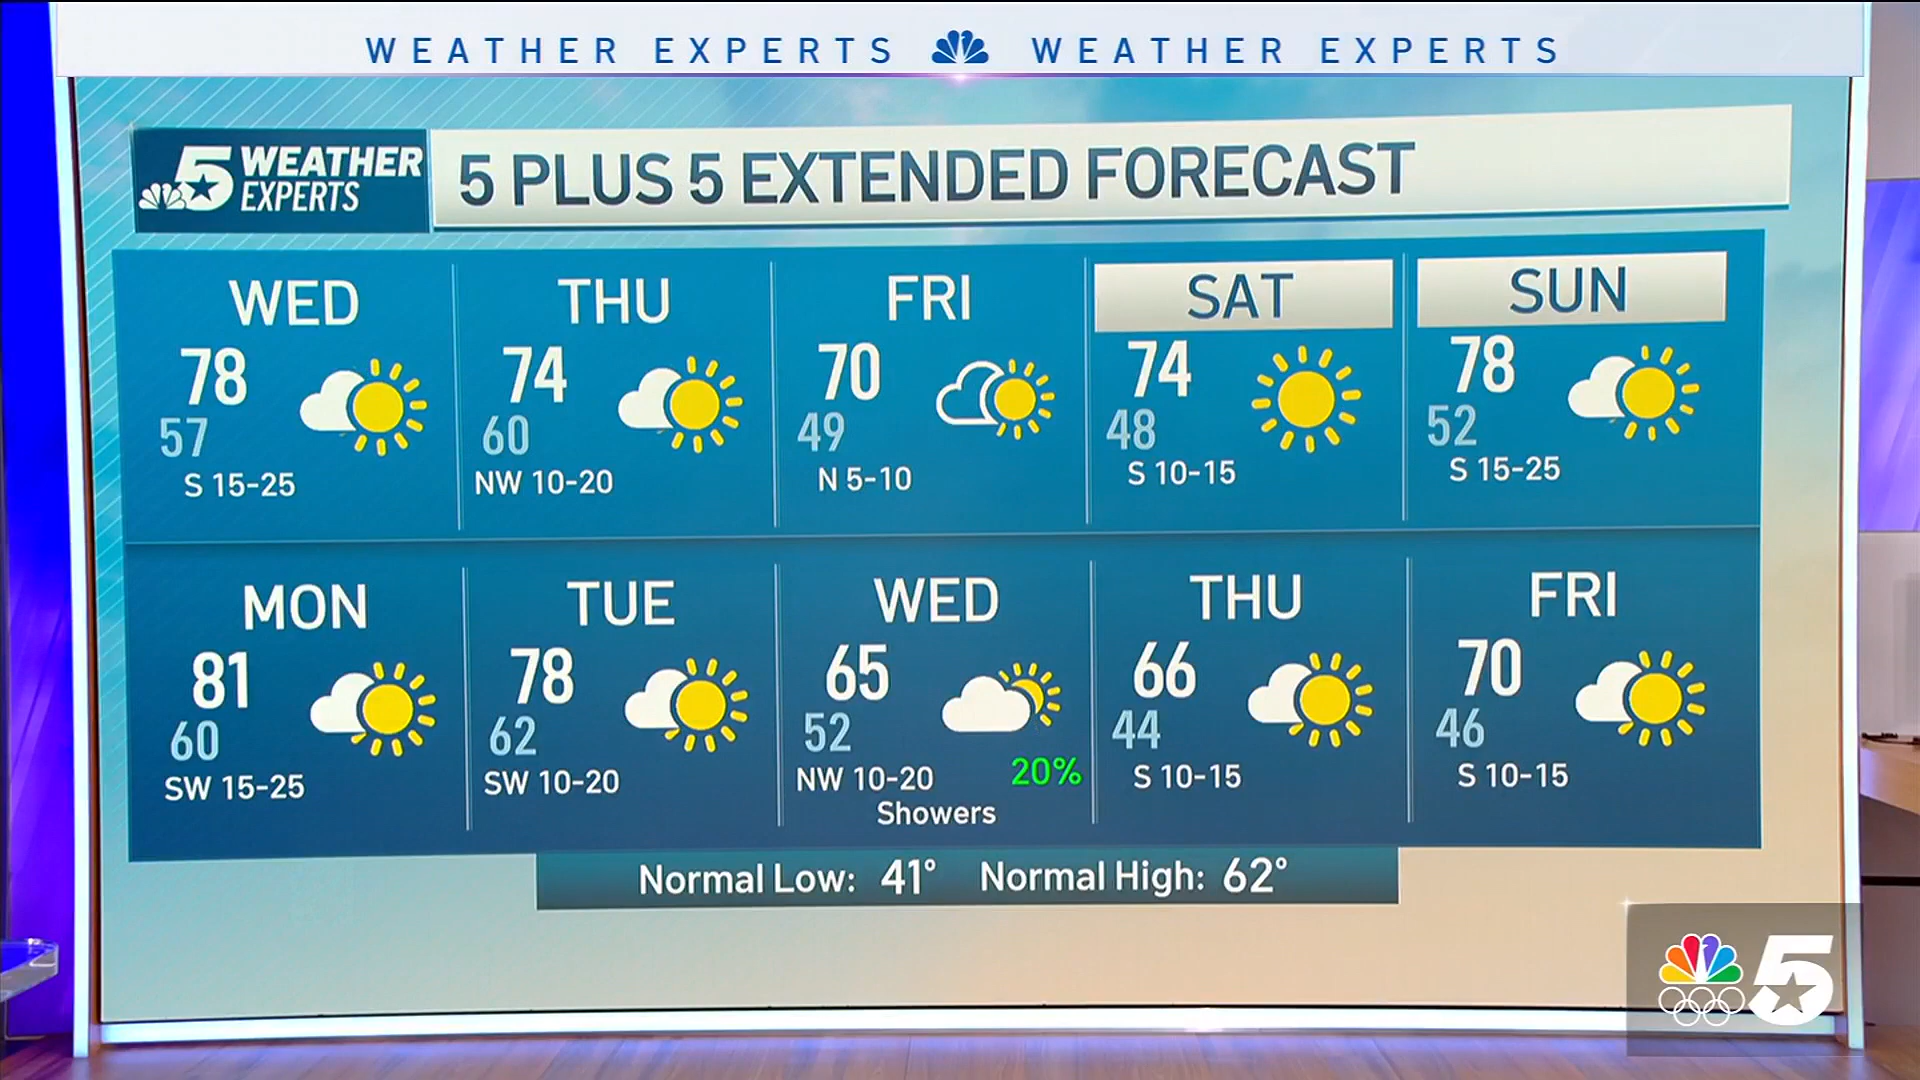 WEATHER EXPERTS WEATHER EXPERTS
5 WEATHER EXPERTS
5 PLUS 5 EXTENDED FORECAST
WED THU FRI SAT SUN
78 74 70 74 78
57 60 49 48 52
S 15-25 NW 10-20 N 5-10 S 10-15 S 15-25
MON TUE WED THU FRI
81 78 65 66 70
60 62 52 44 46
SW 15-25 SW 10-20 NW 10-20 20% S 10-15 S 10-15
Showers
Normal Low: 41° Normal High: 62°
5